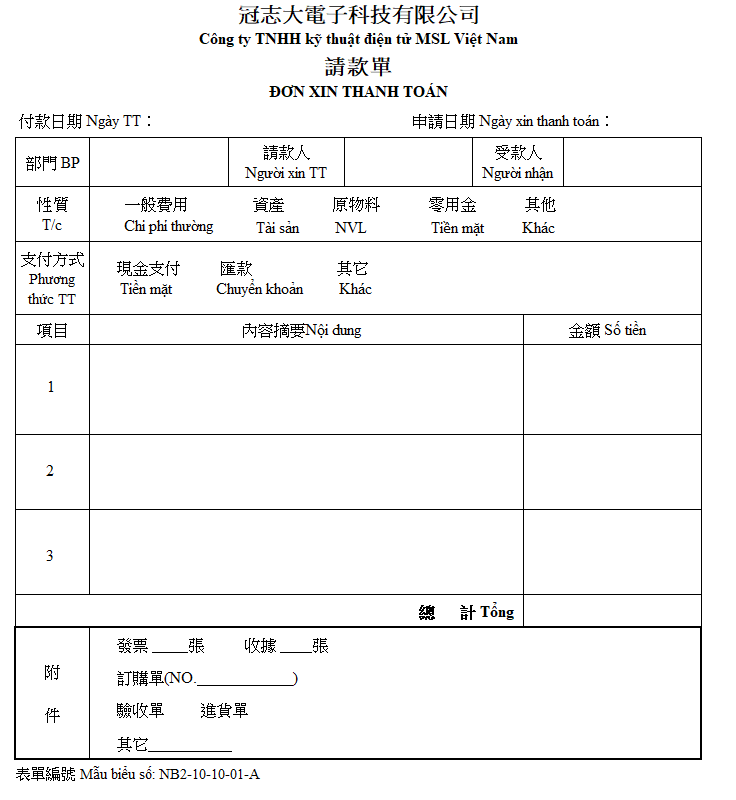 冠志大電子科技有限公司
Công ty TNHH kỹ thuật điện tử MSL Việt Nam
請款單
ĐƠN XIN THANH TOÁN
付款日期 Ngày TT： 申請日期 Ngày xin thanh toán：
部門 BP 請款人 受款人
Người xin TT Người nhận
性質 一般費用 資產 原物料 零用金 其他
T/c Chi phí thường Tài sản NVL Tiền mặt Khác
支付方式 現金支付 匯款 其它
Phương Tiền mặt Chuyển khoản Khác
thức TT
項目 內容摘要Nội dung 金額 Số tiền
1
2
3
總 計 Tổng
發票 ____張 收據 ____張
附 訂購單(NO.____________)
件 驗收單 進貨單
其它__________
表單編號 Mẫu biểu số: NB2-10-10-01-A